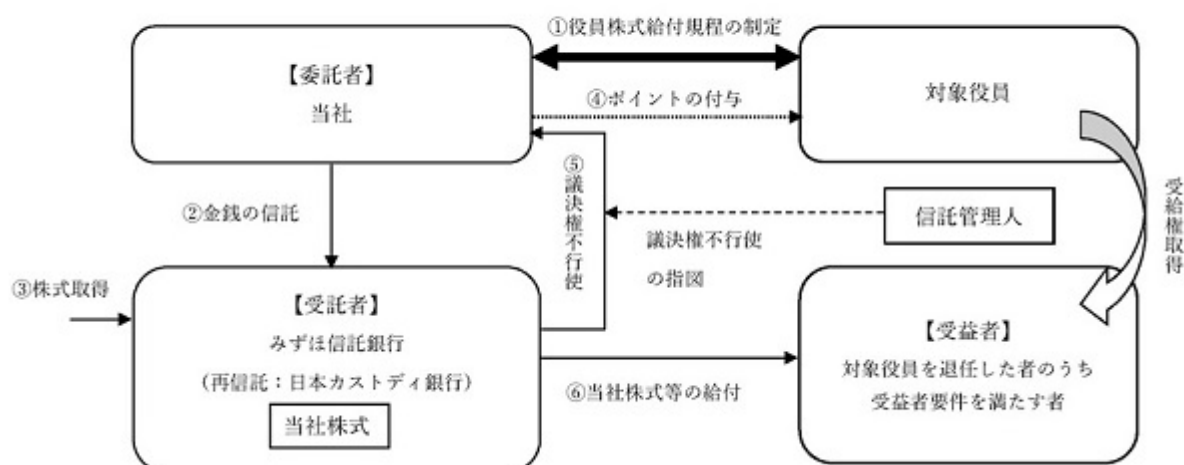 ①役員株式給付規程の制定
【委託者】
当社
対象役員
④ポイントの付与
②金銭の信託
⑤議決権不行使
議決権不行使
の指図
信託管理人
受給権取得
③株式取得
【受託者】
みずほ信託銀行
（再信託：日本カストディ銀行）
当社株式
⑥当社株式等の給付
【受益者】
対象役員を退任した者のうち
受益者要件を満たす者